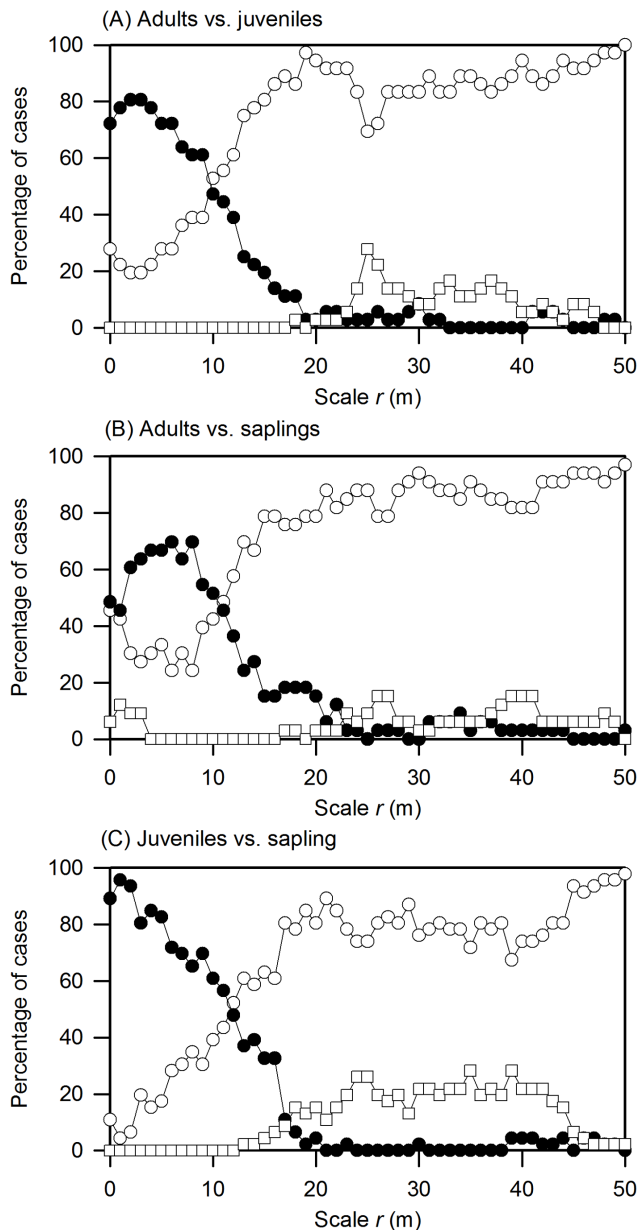 (A) Adults vs. juveniles
100
80
60
40
20
0
Percentage of cases
0 10 20 30 40 50
Scale r (m)
(B) Adults vs. saplings
100
80
60
40
20
0
Percentage of cases
0 10 20 30 40 50
Scale r (m)
(C) Juveniles vs. sapling
100
80
60
40
20
0
Percentage of cases
0 10 20 30 40 50
Scale r (m)